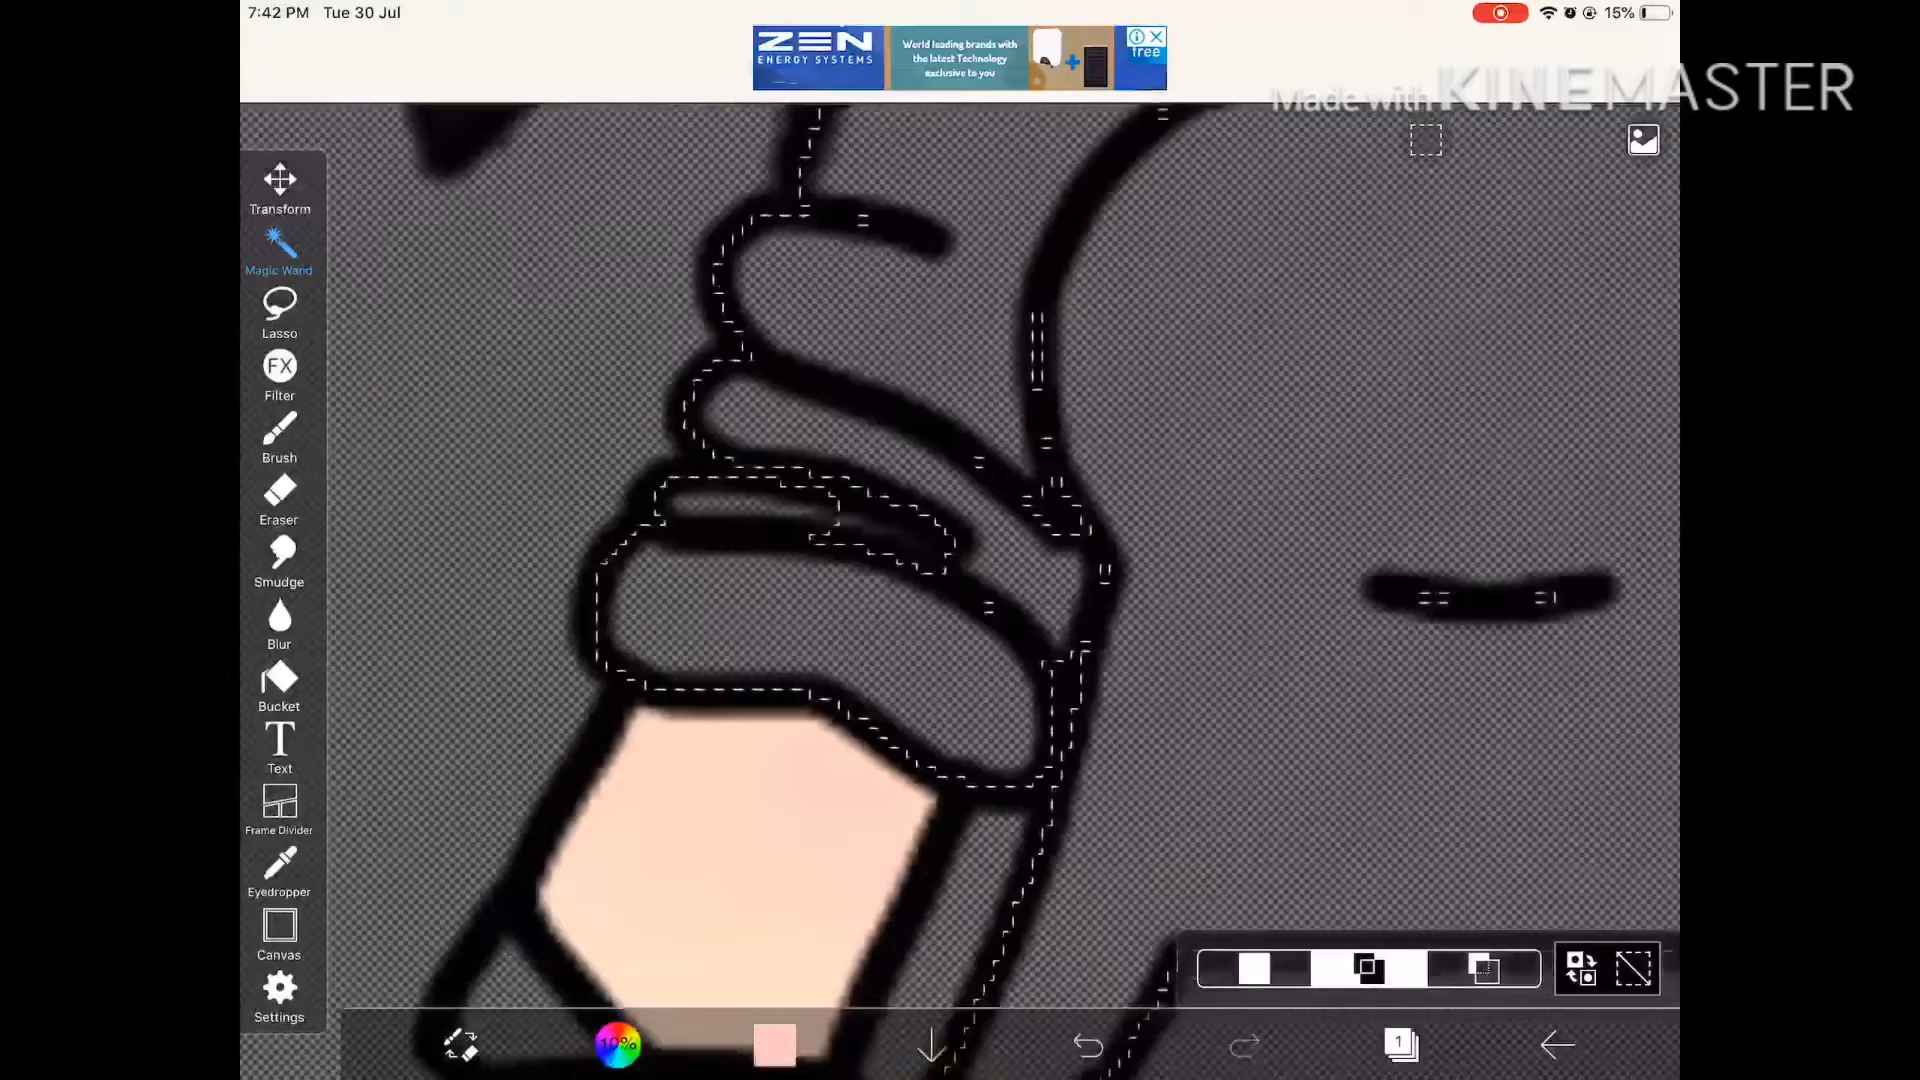 7:42 PM Tue 30 Jul
15%
ZEN
ENERGY SYSTEMS
World leading brands with
the latest Technology
exclusive to you
free
Made with KINEMASTER
Transform
Magic Wand
Lasso
FX
Filter
Brush
Eraser
Smudge
Blur
Bucket
T
Text
Frame Divider
Eyedropper
Canvas
Settings
10%
1